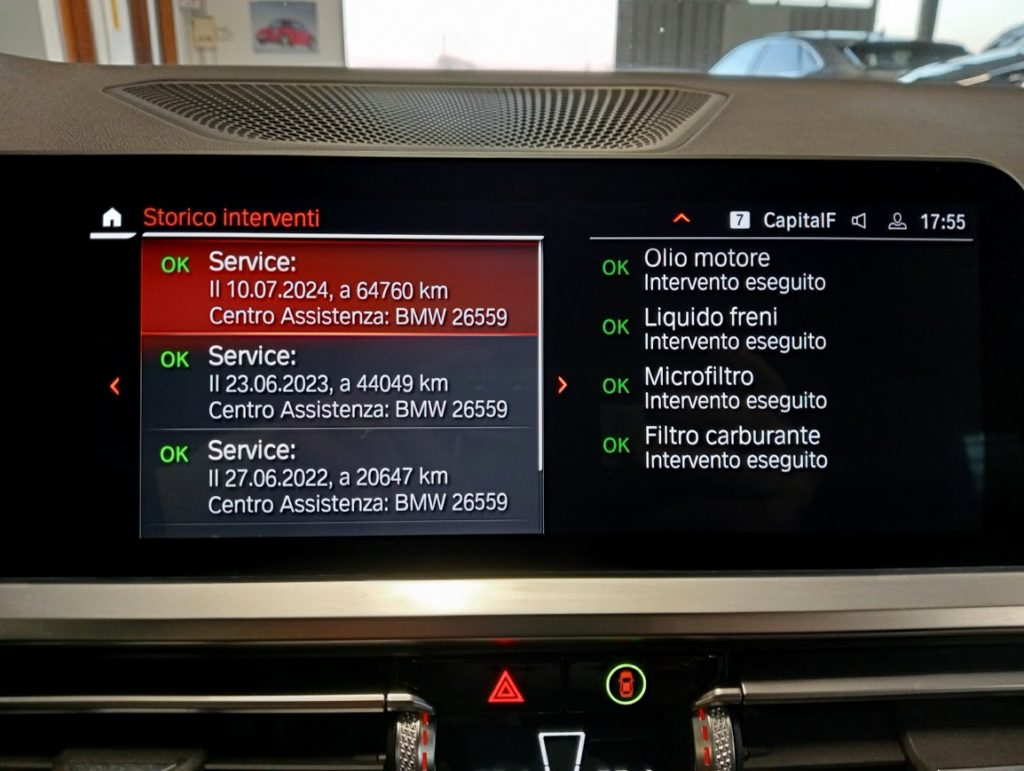 Storico interventi
7 CapitalF 17:55
OK Service:
Il 10.07.2024, a 64760 km
Centro Assistenza: BMW 26559
OK Service:
Il 23.06.2023, a 44049 km
Centro Assistenza: BMW 26559
OK Service:
Il 27.06.2022, a 20647 km
Centro Assistenza: BMW 26559
OK Olio motore
Intervento eseguito
OK Liquido freni
Intervento eseguito
OK Microfiltro
Intervento eseguito
OK Filtro carburante
Intervento eseguito